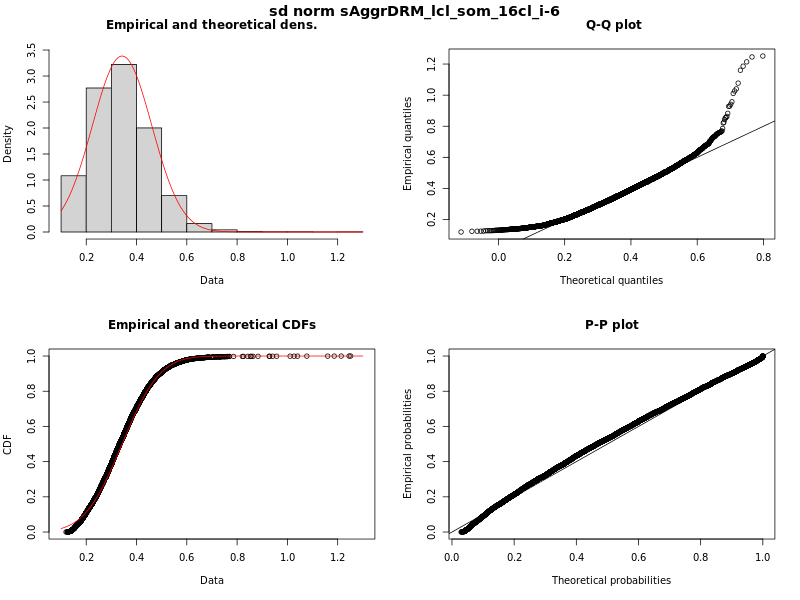 sd norm sAggrDRM_lcl_som_16cl_i-6
Empirical and theoretical dens.
Density
0.0 0.5 1.0 1.5 2.0 2.5 3.0 3.5
0.2 0.4 0.6 0.8 1.0 1.2
Data
Q-Q plot
Empirical quantiles
0.2 0.4 0.6 0.8 1.0 1.2
0.0 0.2 0.4 0.6 0.8
Theoretical quantiles
Empirical and theoretical CDFs
CDF
0.0 0.2 0.4 0.6 0.8 1.0
0.2 0.4 0.6 0.8 1.0 1.2
Data
P-P plot
Empirical probabilities
0.0 0.2 0.4 0.6 0.8 1.0
0.0 0.2 0.4 0.6 0.8 1.0
Theoretical probabilities